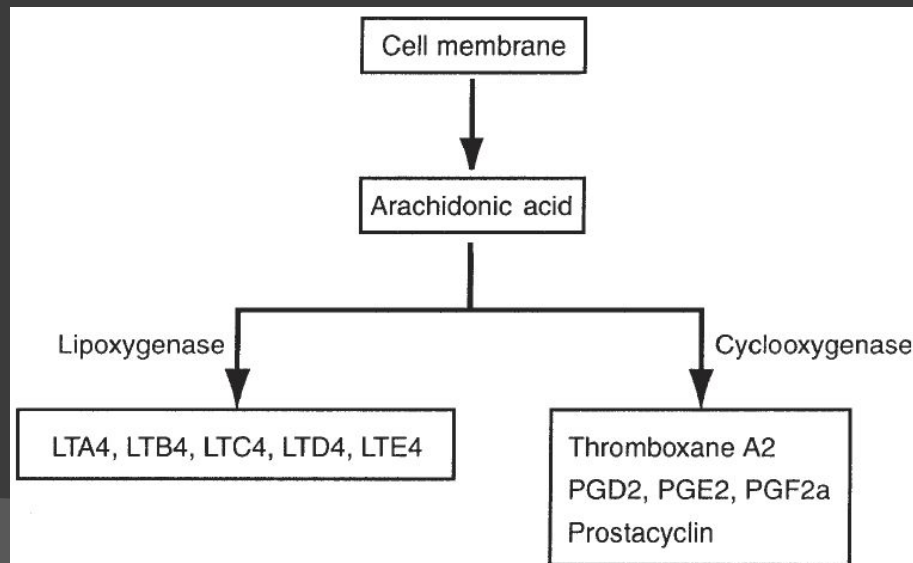 Cell membrane
Arachidonic acid
Lipoxygenase
Cyclooxygenase
LTA4, LTB4, LTC4, LTD4, LTE4
Thromboxane A2
PGD2, PGE2, PGF2a
Prostacyclin